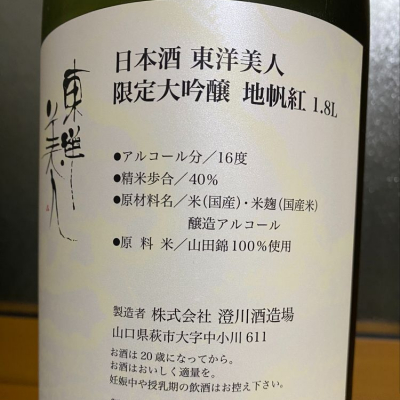 東洋美人
日本酒 東洋美人
限定大吟醸 地帆紅 1.8L
●アルコール分／16度
●精米歩合／40%
●原材料名／米(国産)・米麹(国産米)
醸造アルコール
●原料米／山田錦100%使用
製造者 株式会社 澄川酒造場
山口県萩市大字中小川611
お酒は20歳になってから。
お酒はおいしく適量を。
妊娠中や授乳期の飲酒はお控え下さい。